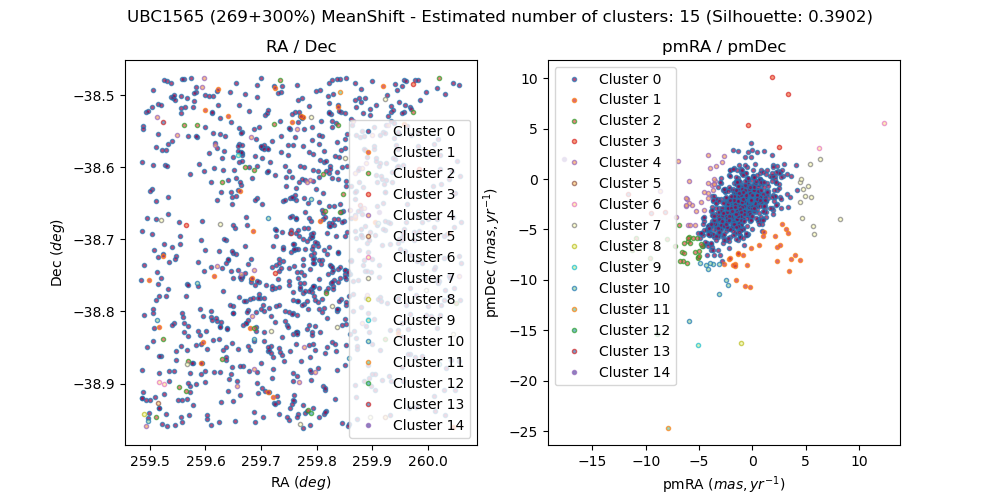 UBC1565 (269+300%) MeanShift - Estimated number of clusters: 15 (Silhouette: 0.3902)
RA / Dec
−38.5
−38.6
−38.7
−38.8
−38.9
Dec (deg)
259.5 259.6 259.7 259.8 259.9 260.0
RA (deg)
Cluster 0
Cluster 1
Cluster 2
Cluster 3
Cluster 4
Cluster 5
Cluster 6
Cluster 7
Cluster 8
Cluster 9
Cluster 10
Cluster 11
Cluster 12
Cluster 13
Cluster 14
pmRA / pmDec
10
5
0
−5
−10
−15
−20
−25
pmDec (mas, yr⁻¹)
−15 −10 −5 0 5 10
pmRA (mas, yr⁻¹)
Cluster 0
Cluster 1
Cluster 2
Cluster 3
Cluster 4
Cluster 5
Cluster 6
Cluster 7
Cluster 8
Cluster 9
Cluster 10
Cluster 11
Cluster 12
Cluster 13
Cluster 14